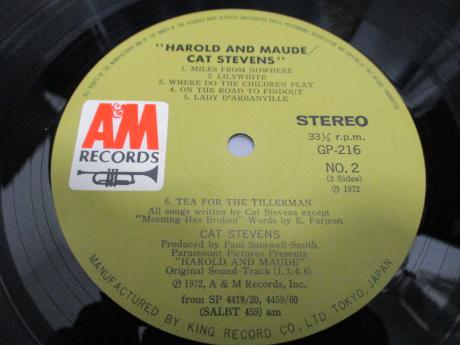 "HAROLD AND MAUDE/
CAT STEVENS"
1. MILES FROM NOWHERE
2. LILYWHITE
3. WHERE DO THE CHILDREN PLAY
4. ON THE ROAD TO FINDOUT
5. LADY D'ARBANVILLE
A&M
RECORDS
STEREO
33⅓ r.p.m.
GP-216
NO. 2
(2 Sides)
℗ 1972
6. TEA FOR THE TILLERMAN
All songs written by Cat Stevens except
"Morning Has Broken"-Words by E. Farjeon
CAT STEVENS
Produced by Paul Samwell-Smith
Paramount Pictures Presents
"HAROLD AND MAUDE"
Original Sound-Track (1, 3, 4, 6)
℗ 1972, A & M Records, Inc.
from SP 4419/20, 4459/60
(SALBT 459) am
MANUFACTURED BY KING RECORD CO., LTD. TOKYO, JAPAN.